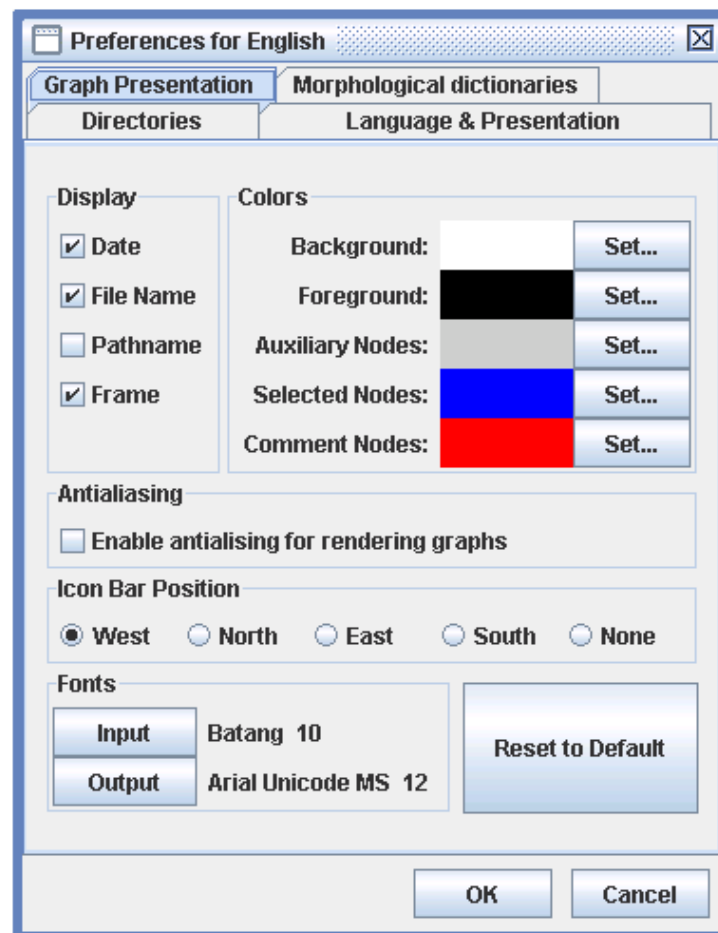 Preferences for English
Graph Presentation Morphological dictionaries
Directories Language & Presentation
Display
Date
File Name
Pathname
Frame
Colors
Background: Set...
Foreground: Set...
Auxiliary Nodes: Set...
Selected Nodes: Set...
Comment Nodes: Set...
Antialiasing
Enable antialising for rendering graphs
Icon Bar Position
West North East South None
Fonts
Input Batang 10
Output Arial Unicode MS 12
Reset to Default
OK Cancel